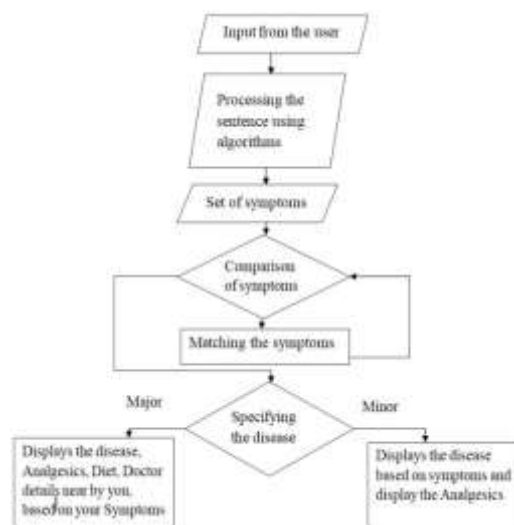 Input from the user
Processing the
sentence using
algorithms
Set of symptoms
Comparison
of symptoms
Matching the symptoms
Major
Specifying
the disease
Minor
Displays the disease,
Analgesics, Diet, Doctor
details near by you,
based on your Symptoms
Displays the disease
based on symptoms and
display the Analgesics